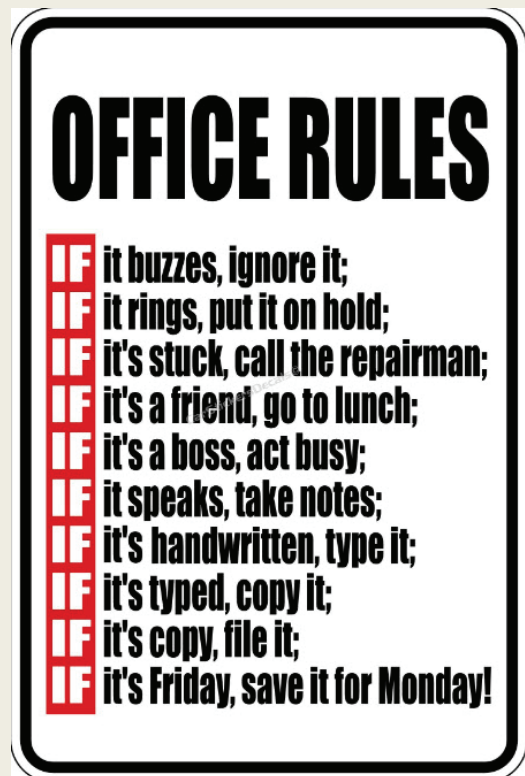 OFFICE RULES
IF it buzzes, ignore it;
IF it rings, put it on hold;
IF it's stuck, call the repairman;
IF it's a friend, go to lunch;
IF it's a boss, act busy;
IF it speaks, take notes;
IF it's handwritten, type it;
IF it's typed, copy it;
IF it's copy, file it;
IF it's Friday, save it for Monday!